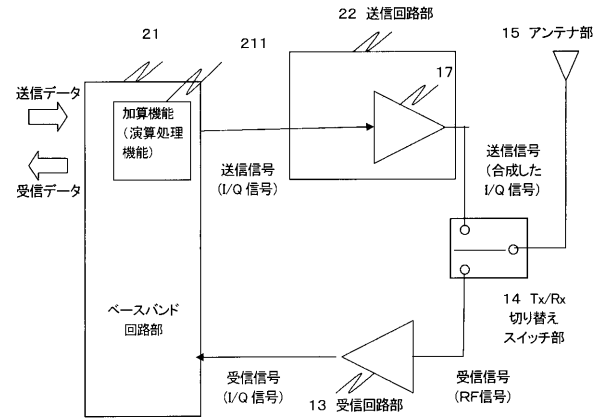 22 送信回路部
21
211
15 アンテナ部
17
送信データ
加算機能
(演算処理
機能)
受信データ
送信信号
(I/Q 信号)
送信信号
(合成した
I/Q 信号)
ベースバンド
回路部
14 Tx/Rx
切り替え
スイッチ部
受信信号
(I/Q 信号)
13 受信回路部
受信信号
(RF信号)